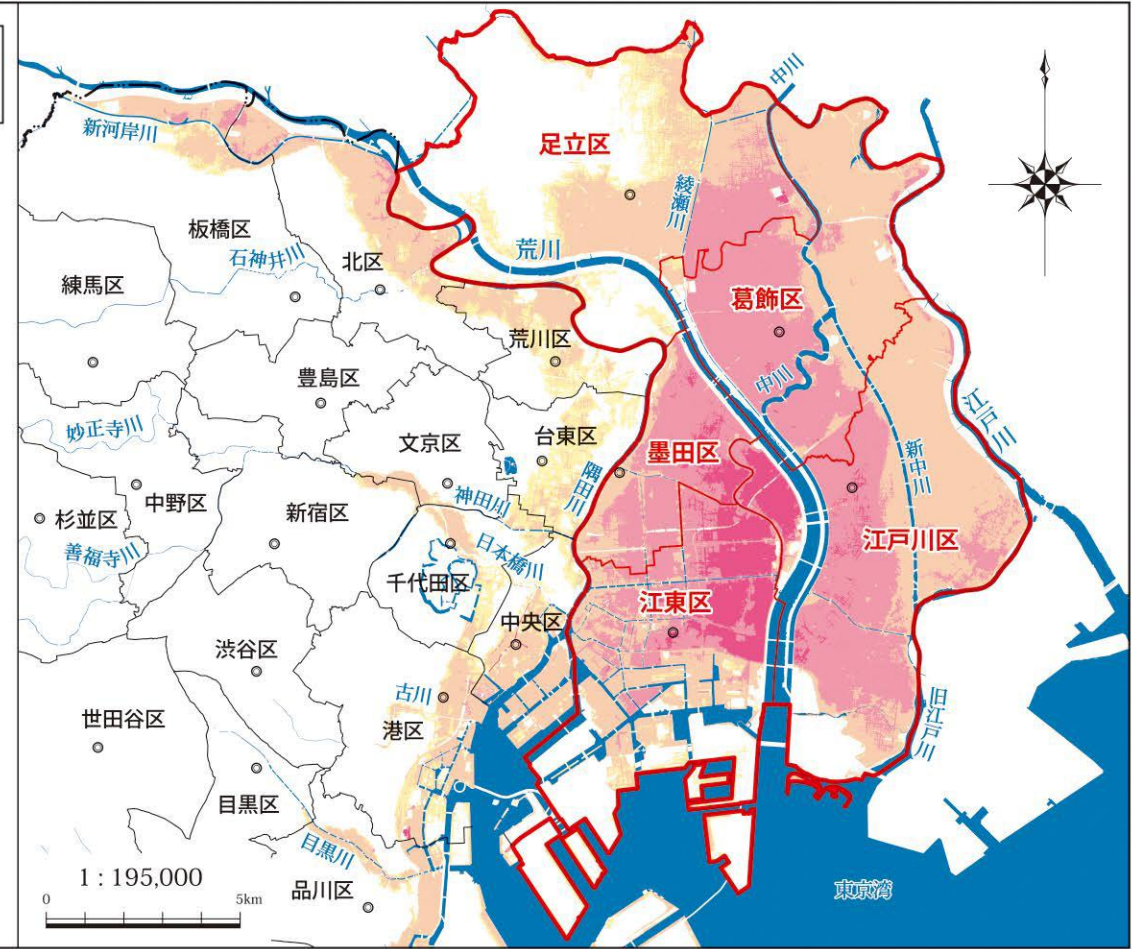 中川
新河岸川
足立区
綾瀬川
板橋区
石神井川
北区
荒川
練馬区
葛飾区
荒川区
豊島区
中川
江戸川
妙正寺川
文京区
台東区
墨田区
隅田川
新中川
中野区
神田川
杉並区
新宿区
善福寺川
日本橋川
江戸川区
千代田区
江東区
中央区
渋谷区
古川
世田谷区
港区
旧江戸川
目黒区
目黒川
1 : 195,000
品川区
東京湾
0 5km